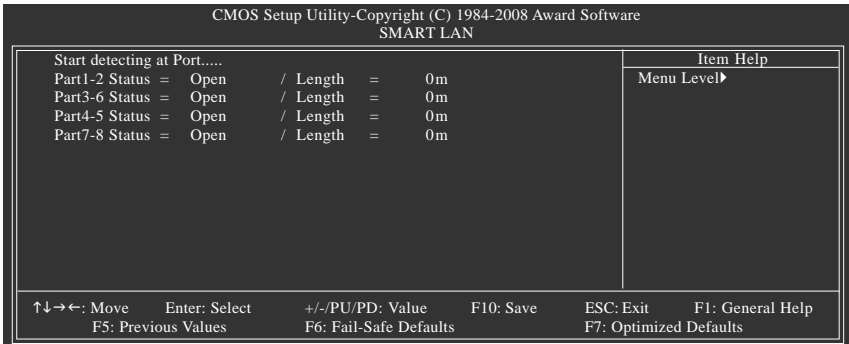 CMOS Setup Utility-Copyright (C) 1984-2008 Award Software
SMART LAN
Start detecting at Port.....
Part1-2 Status = Open / Length = 0m
Part3-6 Status = Open / Length = 0m
Part4-5 Status = Open / Length = 0m
Part7-8 Status = Open / Length = 0m
Item Help
Menu Level▶
↑↓→←: Move Enter: Select +/-/PU/PD: Value F10: Save ESC: Exit F1: General Help
F5: Previous Values F6: Fail-Safe Defaults F7: Optimized Defaults